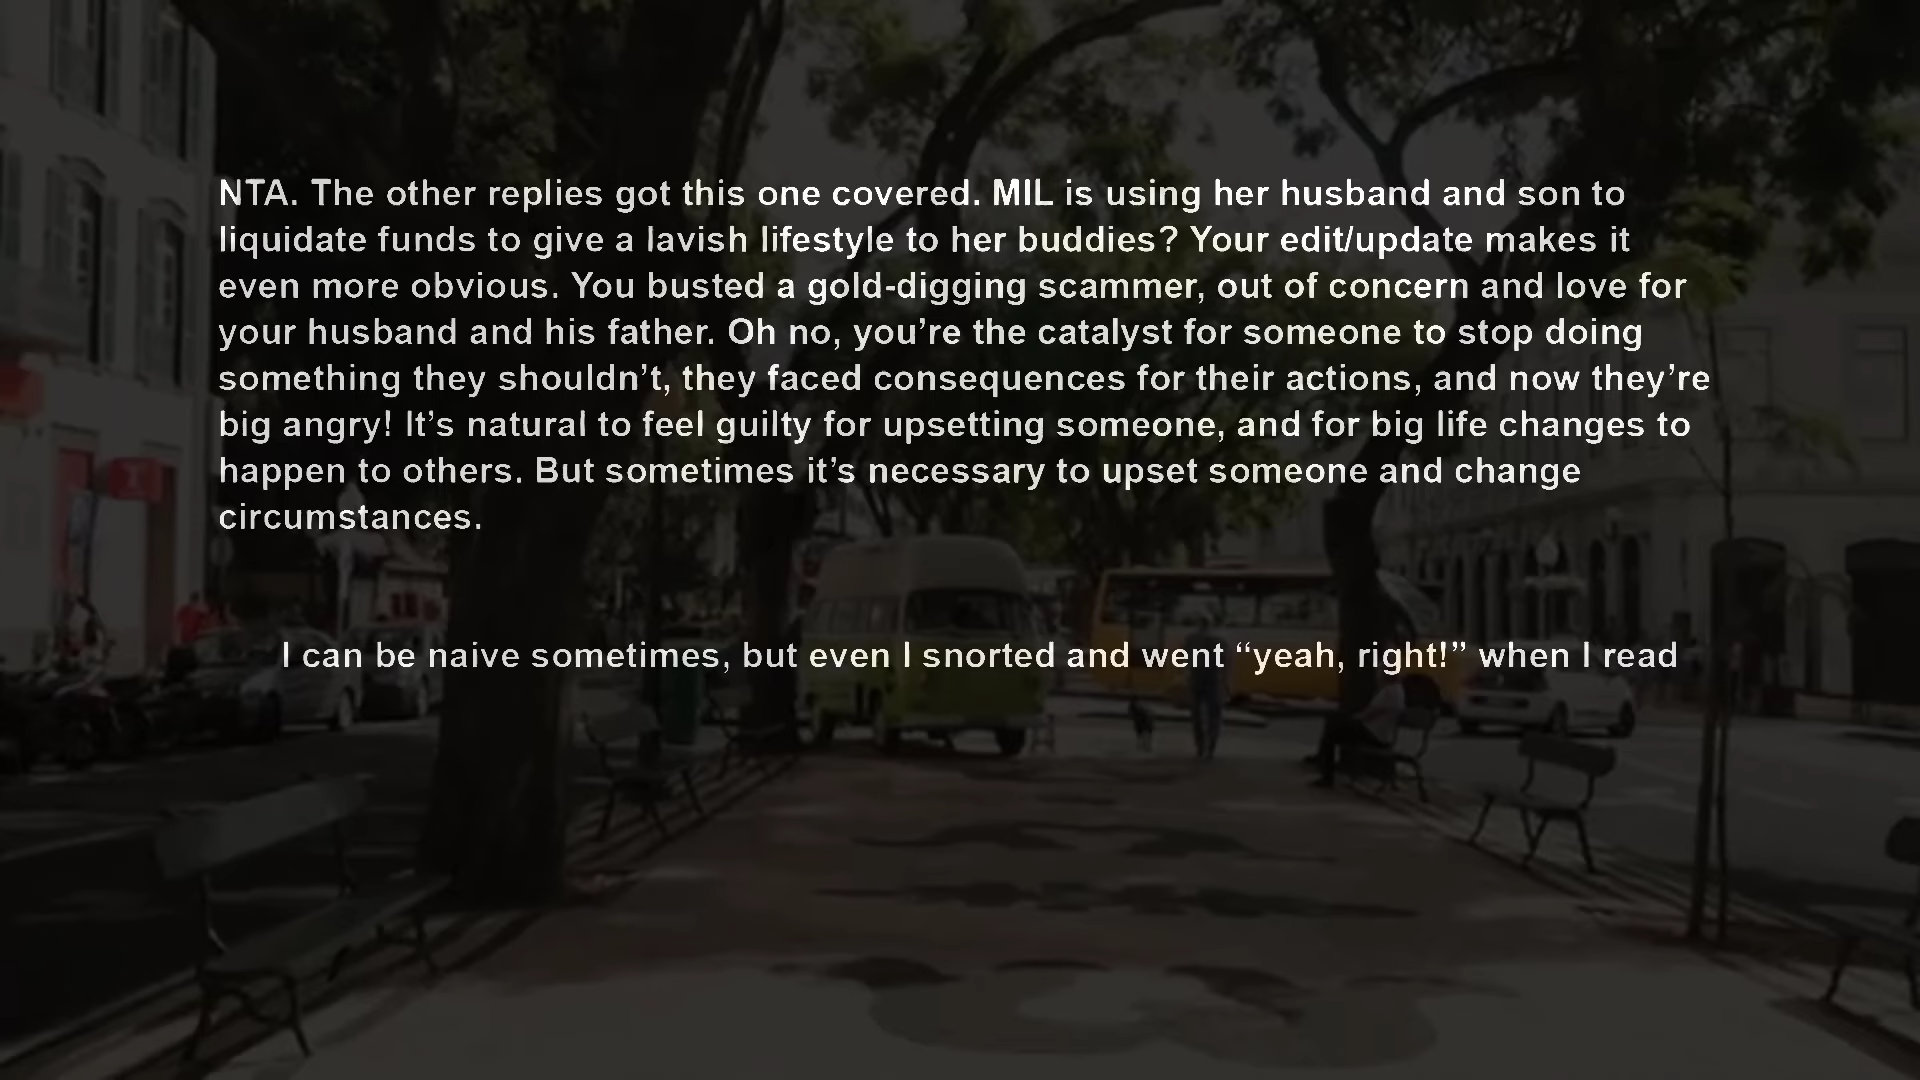 NTA. The other replies got this one covered. MIL is using her husband and son to
liquidate funds to give a lavish lifestyle to her buddies? Your edit/update makes it
even more obvious. You busted a gold-digging scammer, out of concern and love for
your husband and his father. Oh no, you’re the catalyst for someone to stop doing
something they shouldn’t, they faced consequences for their actions, and now they’re
big angry! It’s natural to feel guilty for upsetting someone, and for big life changes to
happen to others. But sometimes it’s necessary to upset someone and change
circumstances.
I can be naive sometimes, but even I snorted and went “yeah, right!” when I read